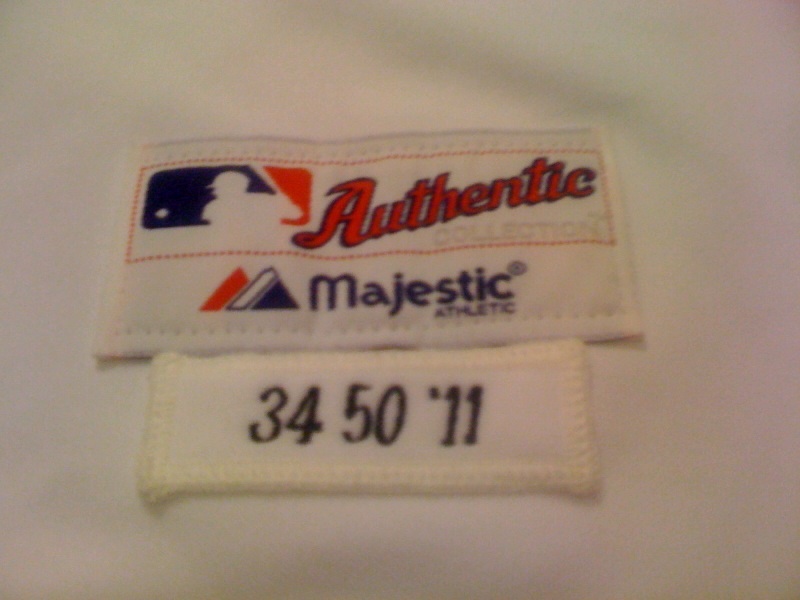 Authentic
COLLECTION
Majestic®
ATHLETIC
34 50 '11